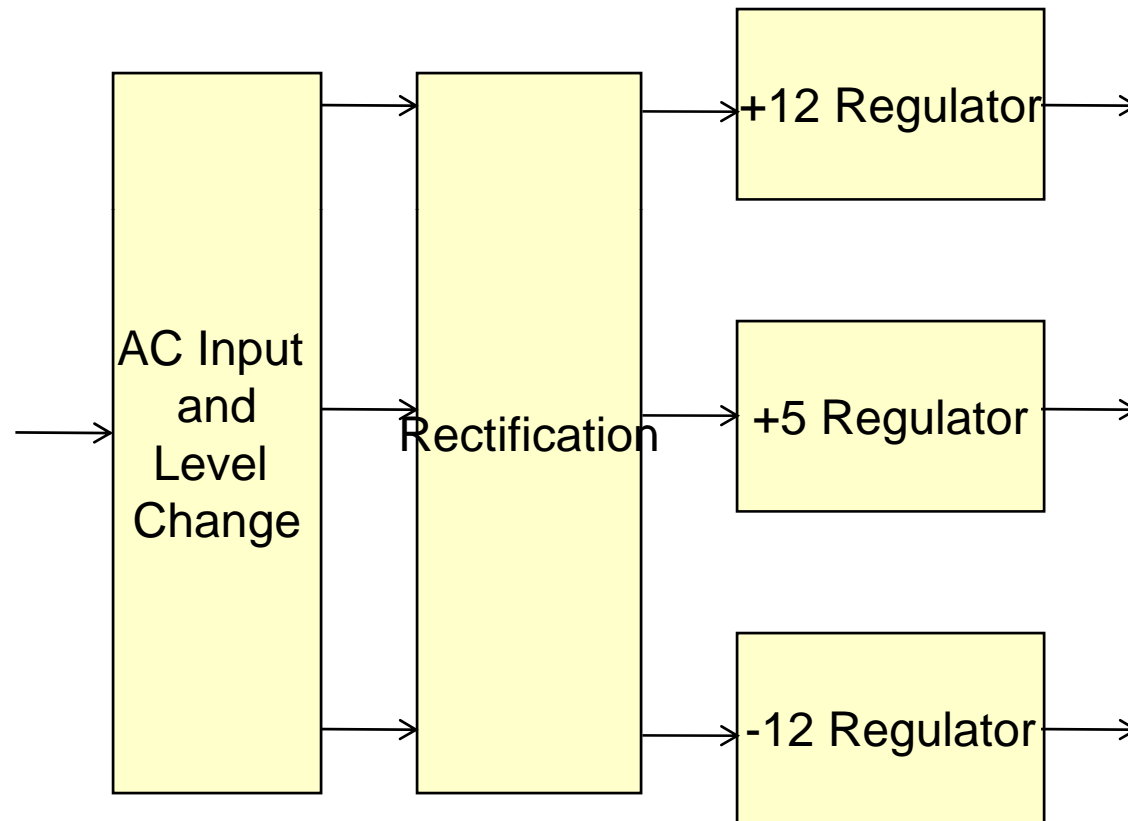 AC Input
and
Level
Change
Rectification
+12 Regulator
+5 Regulator
-12 Regulator